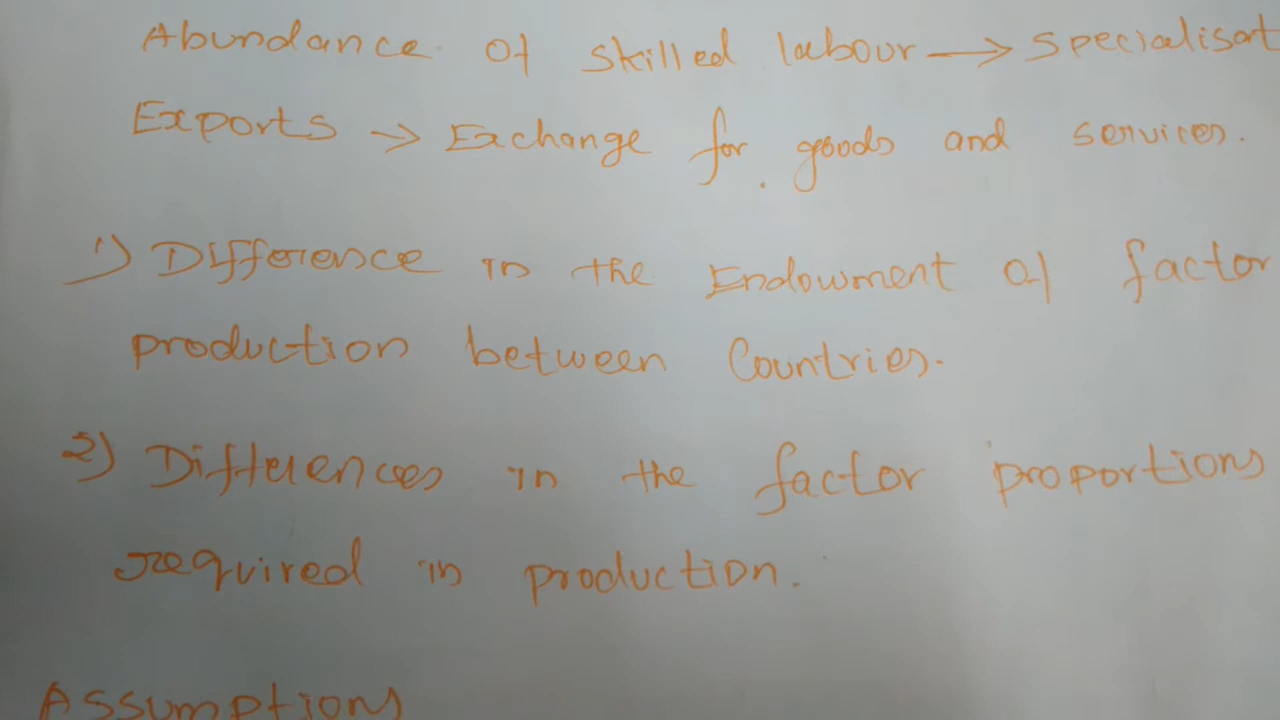 Abundance of skilled labour → specialisat
Exports → Exchange for goods and services.
1) Difference in the Endowment of factor
production between Countries.
2) Differences in the factor proportions
required in production.
Assumptions